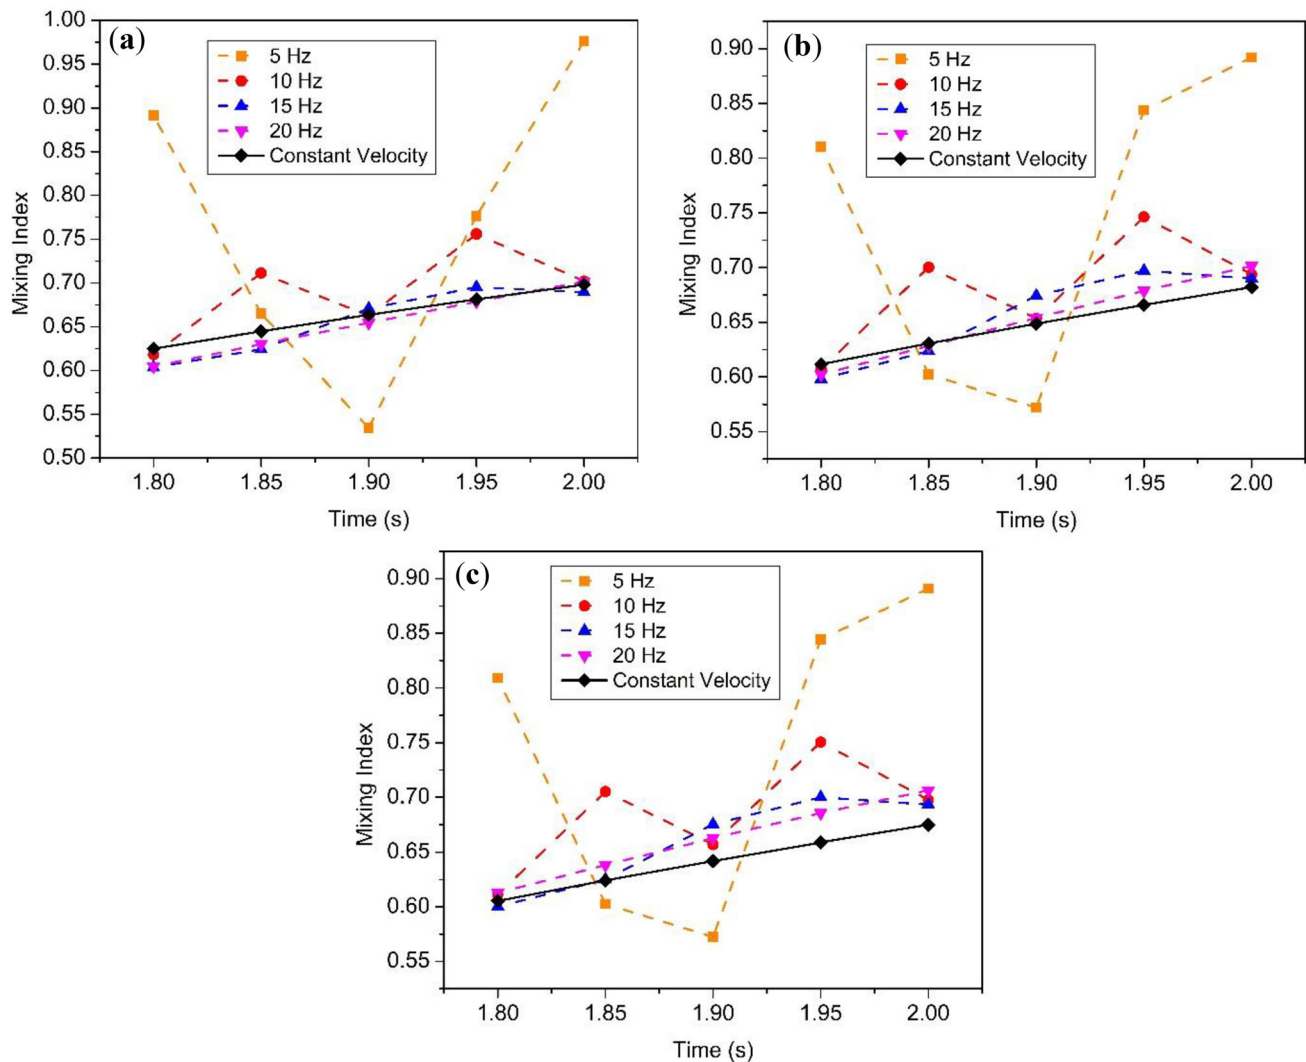 (a)
5 Hz
10 Hz
15 Hz
20 Hz
Constant Velocity
1.00
0.95
0.90
0.85
0.80
0.75
0.70
0.65
0.60
0.55
0.50
Mixing Index
1.80 1.85 1.90 1.95 2.00
Time (s)
(b)
5 Hz
10 Hz
15 Hz
20 Hz
Constant Velocity
0.90
0.85
0.80
0.75
0.70
0.65
0.60
0.55
Mixing Index
1.80 1.85 1.90 1.95 2.00
Time (s)
(c)
5 Hz
10 Hz
15 Hz
20 Hz
Constant Velocity
0.90
0.85
0.80
0.75
0.70
0.65
0.60
0.55
Mixing Index
1.80 1.85 1.90 1.95 2.00
Time (s)